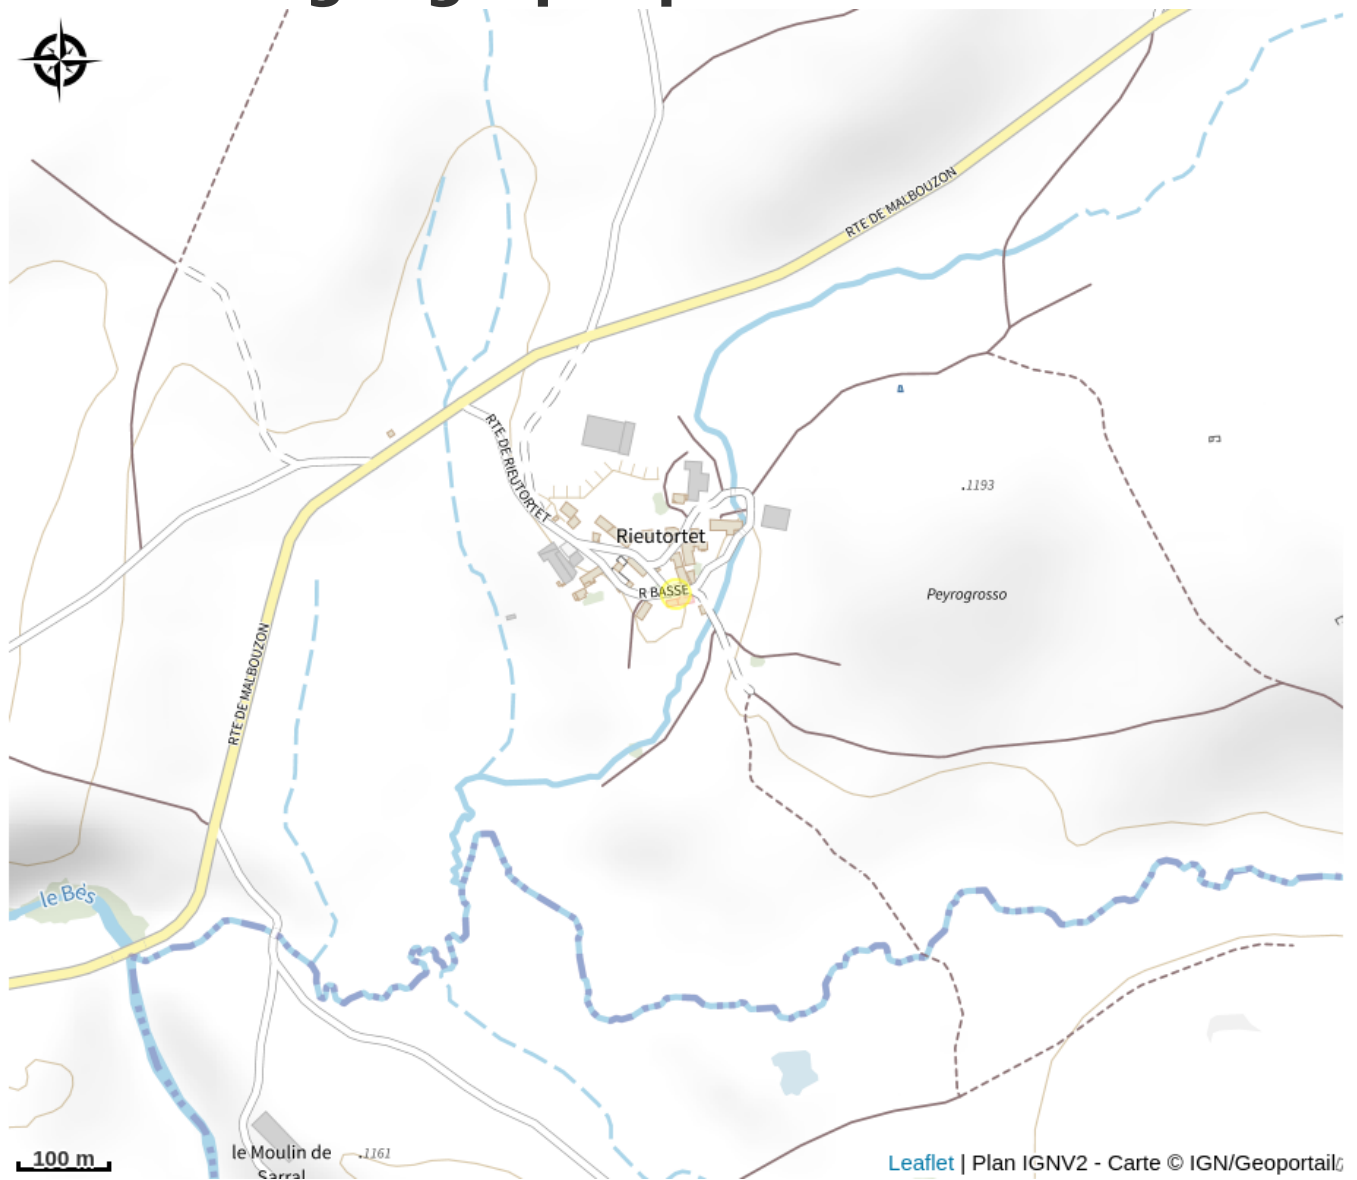 RTE DE MALBOUZON
RTE DE RIEUTORTET
.1193
Rieutortet
R BASSE
Peyrogrosso
RTE DE MALBOUZON
le Bès
le Moulin de
Sarral
.1161
100 m
Leaflet | Plan IGNV2 - Carte © IGN/Geoportail